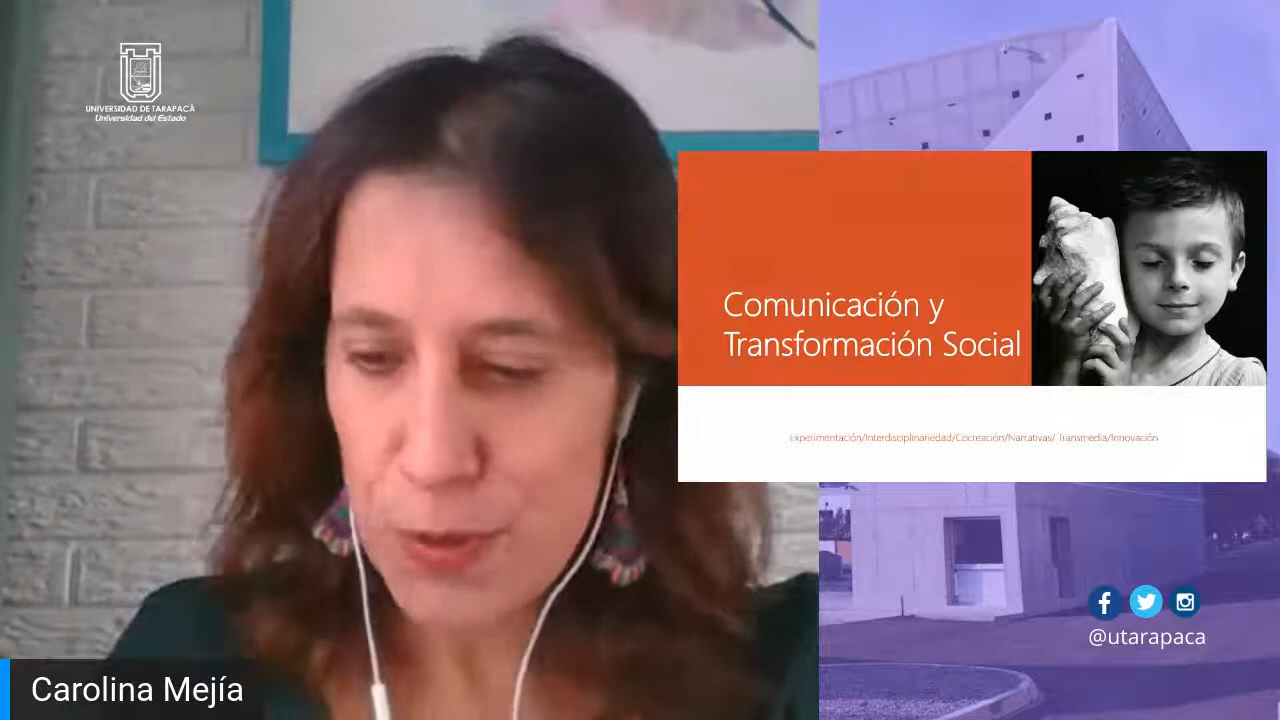 UNIVERSIDAD DE TARAPACÁ
Universidad del Estado
Comunicación y
Transformación Social
Experimentación/Interdisciplinariedad/Cocreación/Narrativas/ Transmedia/Innovación
@utarapaca
Carolina Mejía